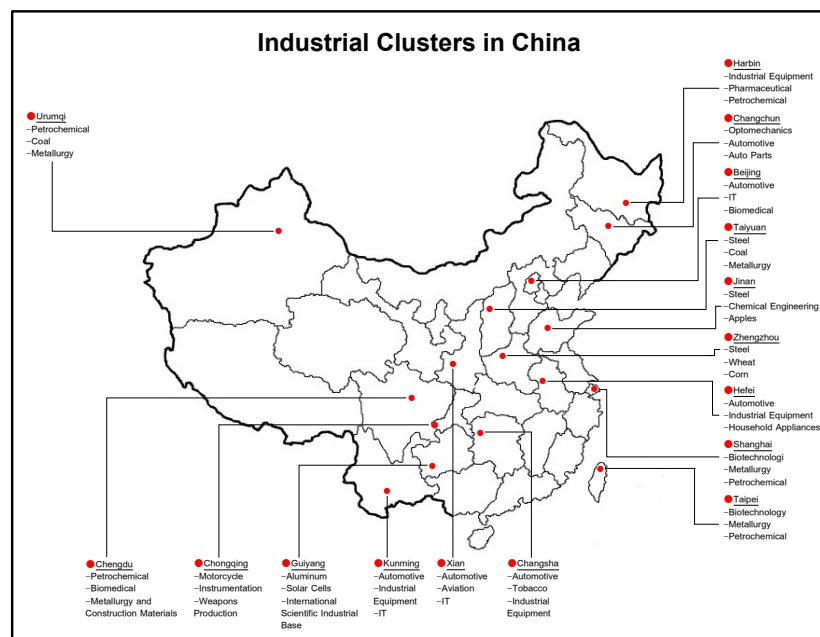 Industrial Clusters in China
Urumqi
–Petrochemical
–Coal
–Metallurgy
Harbin
–Industrial Equipment
–Pharmaceutical
–Petrochemical
Changchun
–Optomechanics
–Automotive
–Auto Parts
Beijing
–Automotive
–IT
–Biomedical
Taiyuan
–Steel
–Coal
–Metallurgy
Jinan
–Steel
–Chemical Engineering
–Apples
Zhengzhou
–Steel
–Wheat
–Corn
Hefei
–Automotive
–Industrial Equipment
–Household Appliances
Shanghai
–Biotechnologi
–Metallurgy
–Petrochemical
Taipei
–Biotechnology
–Metallurgy
–Petrochemical
Chengdu
–Petrochemical
–Biomedical
–Metallurgy and
Construction Materials
Chongqing
–Motorcycle
–Instrumentation
–Weapons
Production
Guiyang
–Aluminum
–Solar Cells
–International
Scientific Industrial
Base
Kunming
–Automotive
–Industrial
Equipment
–IT
Xian
–Automotive
–Aviation
–IT
Changsha
–Automotive
–Tobacco
–Industrial
Equipment